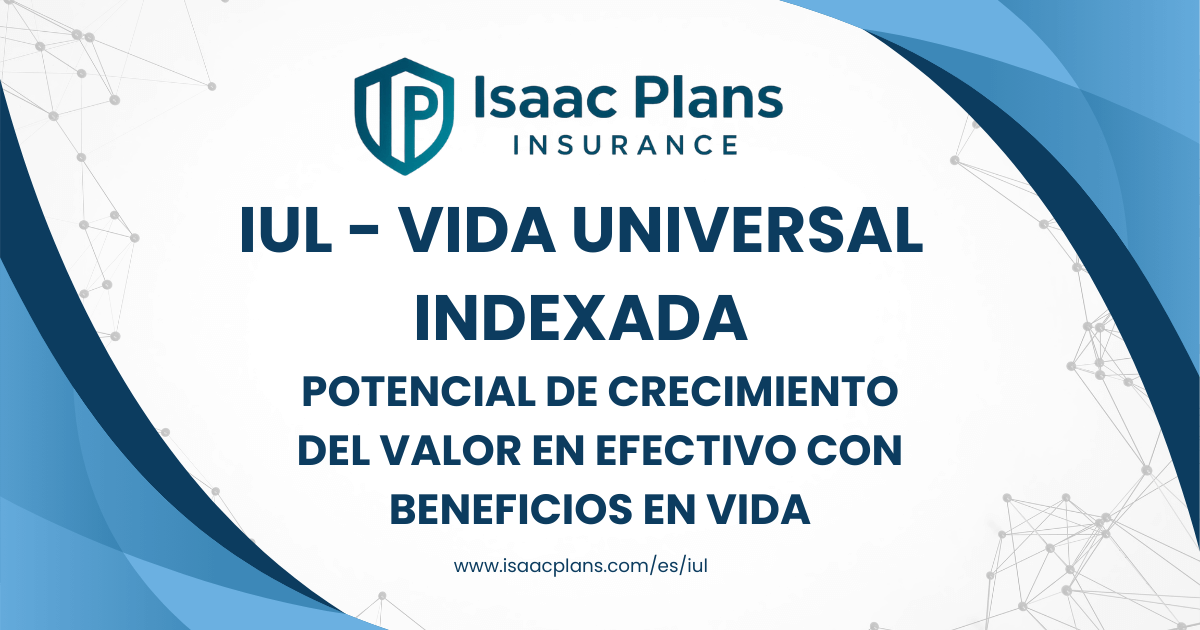 IP
Isaac Plans
INSURANCE
IUL - VIDA UNIVERSAL
INDEXADA
POTENCIAL DE CRECIMIENTO
DEL VALOR EN EFECTIVO CON
BENEFICIOS EN VIDA
www.isaacplans.com/es/iul